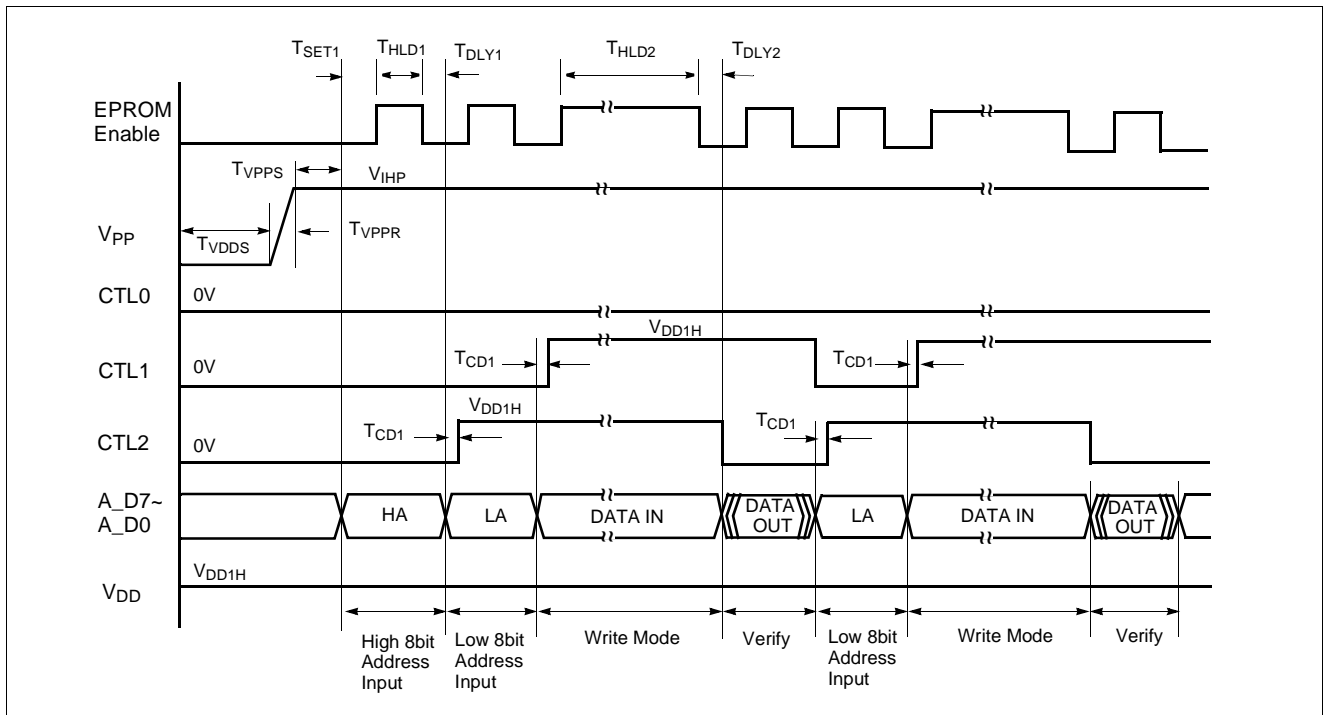 TSET1 THLD1 TDLY1 THLD2 TDLY2
EPROM
Enable
TVPPS VIHP
VPP
TVDDS TVPPR
CTL0 0V
VDD1H
CTL1 0V TCD1 TCD1
VDD1H
CTL2 0V TCD1 TCD1
A_D7~
A_D0
HA LA DATA IN DATA
OUT LA DATA IN DATA
OUT
VDD VDD1H
High 8bit
Address
Input
Low 8bit
Address
Input
Write Mode
Verify
Low 8bit
Address
Input
Write Mode
Verify